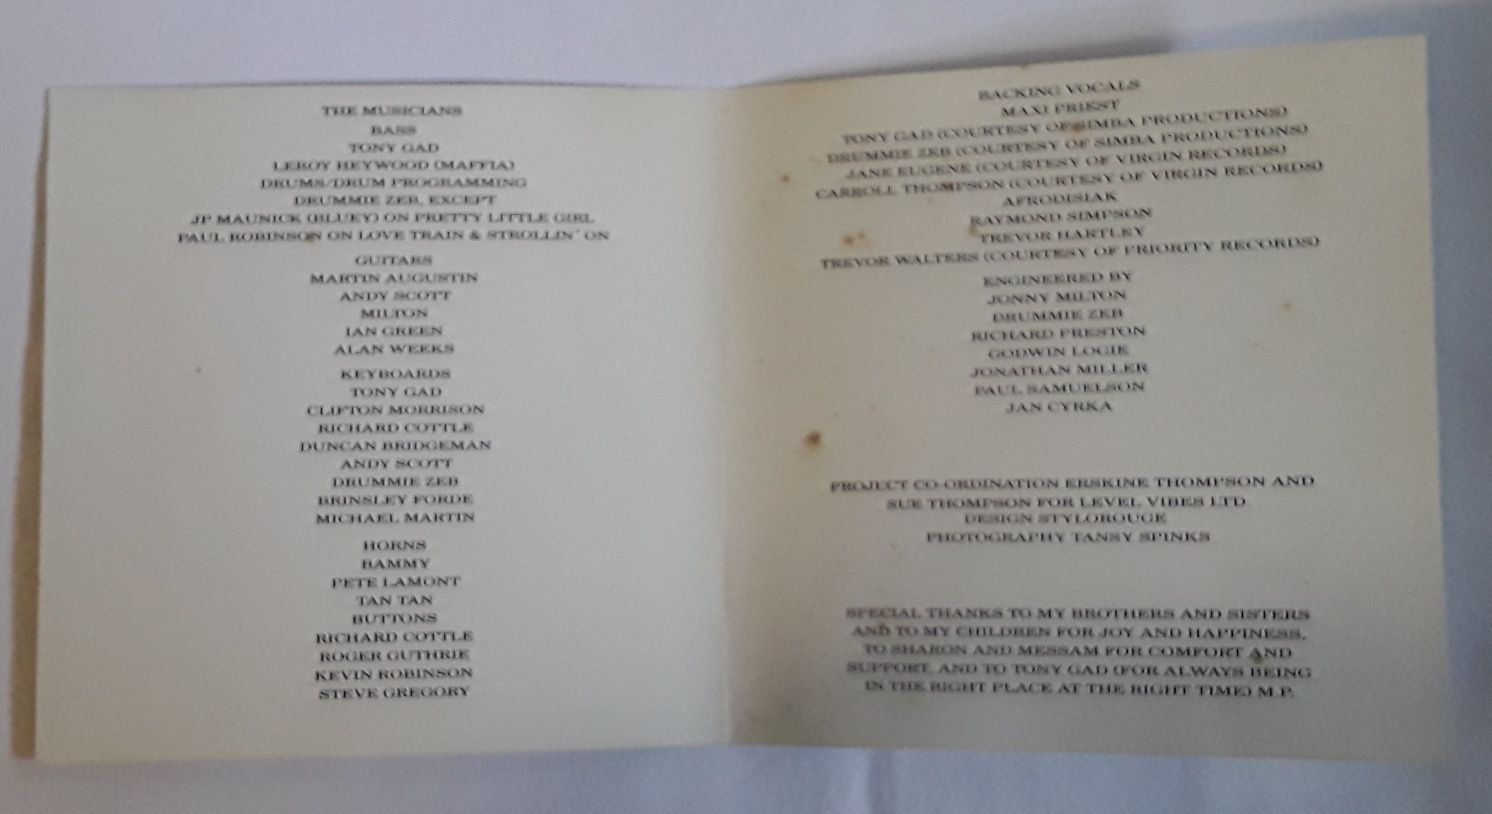 THE MUSICIANS
BASS
TONY GAD
LEROY HEYWOOD (MAFFIA)
DRUMS/DRUM PROGRAMMING
DRUMMIE ZEB, EXCEPT
JP MAUNICK (BLUEY) ON PRETTY LITTLE GIRL
PAUL ROBINSON ON LOVE TRAIN & STROLLIN' ON
GUITARS
MARTIN AUGUSTIN
ANDY SCOTT
MILTON
IAN GREEN
ALAN WEEKS
KEYBOARDS
TONY GAD
CLIFTON MORRISON
RICHARD COTTLE
DUNCAN BRIDGEMAN
ANDY SCOTT
DRUMMIE ZEB
BRINSLEY FORDE
MICHAEL MARTIN
HORNS
BAMMY
PETE LAMONT
TAN TAN
BUTTONS
RICHARD COTTLE
ROGER GUTHRIE
KEVIN ROBINSON
STEVE GREGORY
BACKING VOCALS
MAXI PRIEST
TONY GAD (COURTESY OF SIMBA PRODUCTIONS)
DRUMMIE ZEB (COURTESY OF SIMBA PRODUCTIONS)
JANE EUGENE (COURTESY OF VIRGIN RECORDS)
CARROLL THOMPSON (COURTESY OF VIRGIN RECORDS)
AFRODISIAK
RAYMOND SIMPSON
TREVOR HARTLEY
TREVOR WALTERS (COURTESY OF PRIORITY RECORDS)
ENGINEERED BY
JONNY MILTON
DRUMMIE ZEB
RICHARD PRESTON
GODWIN LOGIE
JONATHAN MILLER
PAUL SAMUELSON
JAN CYRKA
PROJECT CO-ORDINATION ERSKINE THOMPSON AND
SUE THOMPSON FOR LEVEL VIBES LTD.
DESIGN STYLOROUGE
PHOTOGRAPHY TANSY SPINKS
SPECIAL THANKS TO MY BROTHERS AND SISTERS
AND TO MY CHILDREN FOR JOY AND HAPPINESS,
TO SHARON AND MESSAM FOR COMFORT AND
SUPPORT, AND TO TONY GAD (FOR ALWAYS BEING
IN THE RIGHT PLACE AT THE RIGHT TIME) M.P.